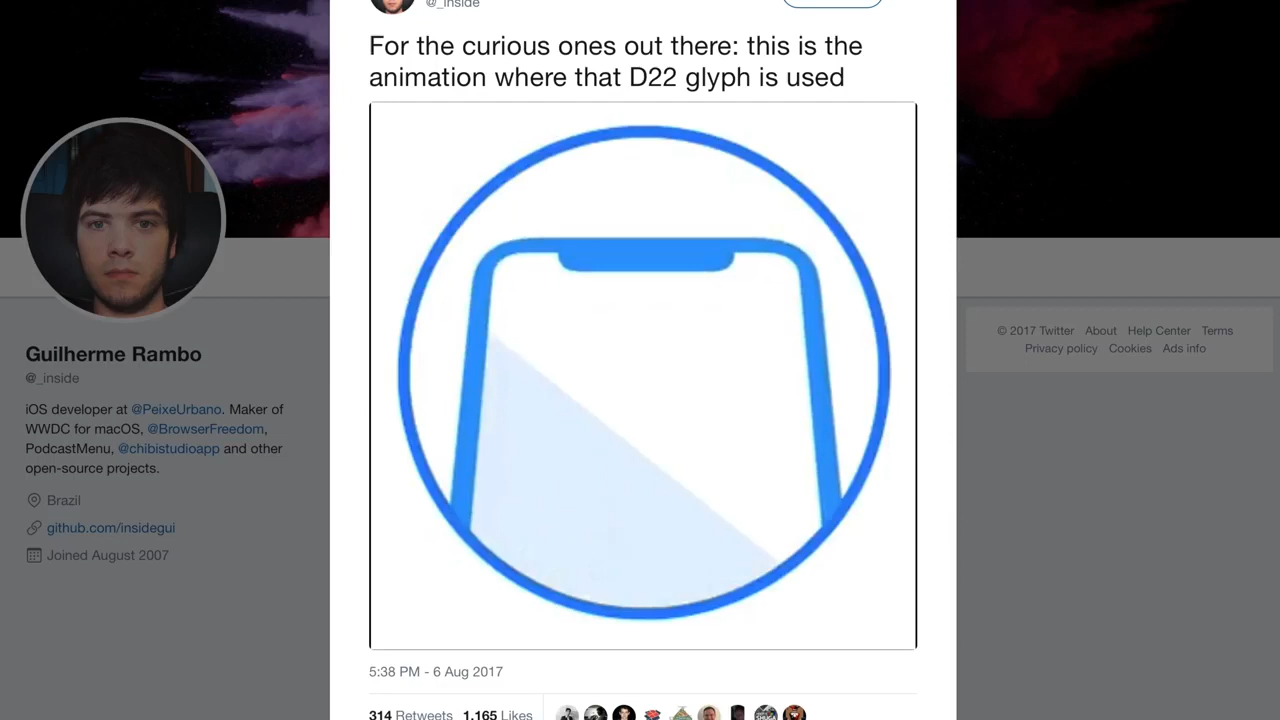 @_inside
For the curious ones out there: this is the
animation where that D22 glyph is used
5:38 PM - 6 Aug 2017
314 Retweets 1,165 Likes
Guilherme Rambo
@_inside
iOS developer at @PeixeUrbano. Maker of
WWDC for macOS, @BrowserFreedom,
PodcastMenu, @chibistudioapp and other
open-source projects.
Brazil
github.com/insidegui
Joined August 2007
© 2017 Twitter About Help Center Terms
Privacy policy Cookies Ads info